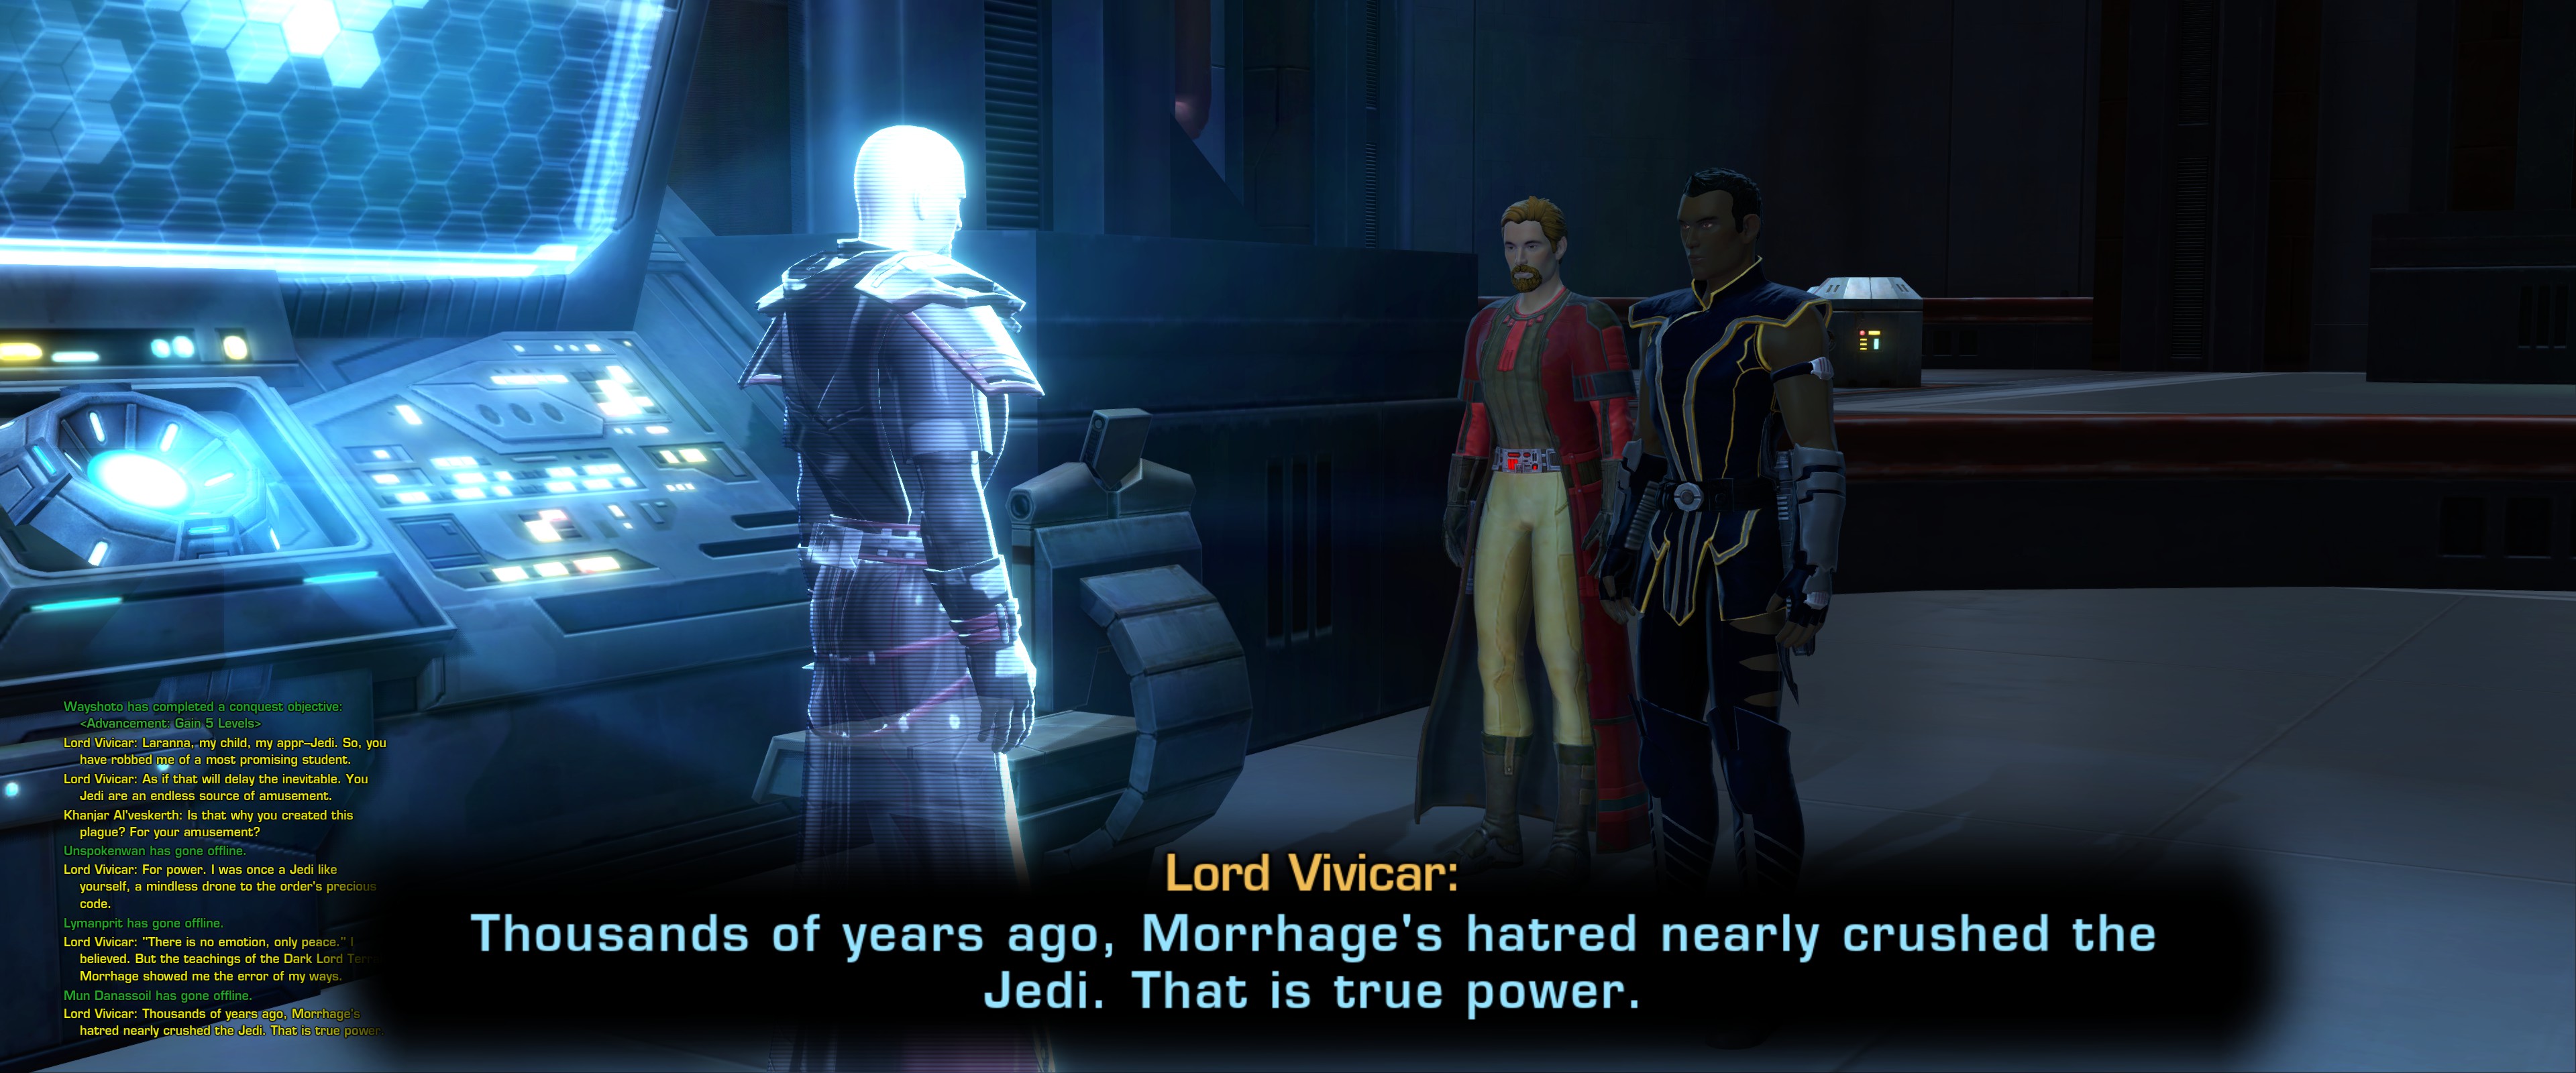 Wayshoto has completed a conquest objective:
<Advancement: Gain 5 Levels>
Lord Vivicar: Laranna, my child, my appr–Jedi. So, you
have robbed me of a most promising student.
Lord Vivicar: As if that will delay the inevitable. You
Jedi are an endless source of amusement.
Khanjar Al'veskerth: Is that why you created this
plague? For your amusement?
Unspokenwan has gone offline.
Lord Vivicar: For power. I was once a Jedi like
yourself, a mindless drone to the order's precious
code.
Lymanprit has gone offline.
Lord Vivicar: "There is no emotion, only peace." I
believed. But the teachings of the Dark Lord
Morrhage showed me the error of my ways.
Mun Danassoil has gone offline.
Lord Vivicar: Thousands of years ago, Morrhage's
hatred nearly crushed the Jedi. That is true power.
Lord Vivicar:
Thousands of years ago, Morrhage's hatred nearly crushed the
Jedi. That is true power.